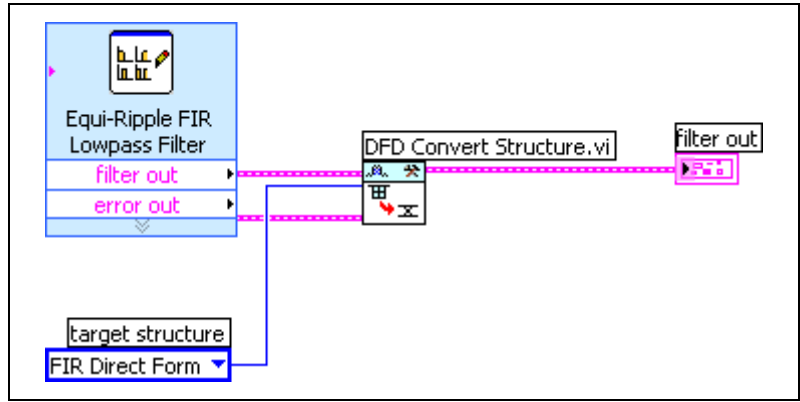 Equi-Ripple FIR
Lowpass Filter
filter out
error out
DFD Convert Structure.vi
filter out
target structure
FIR Direct Form